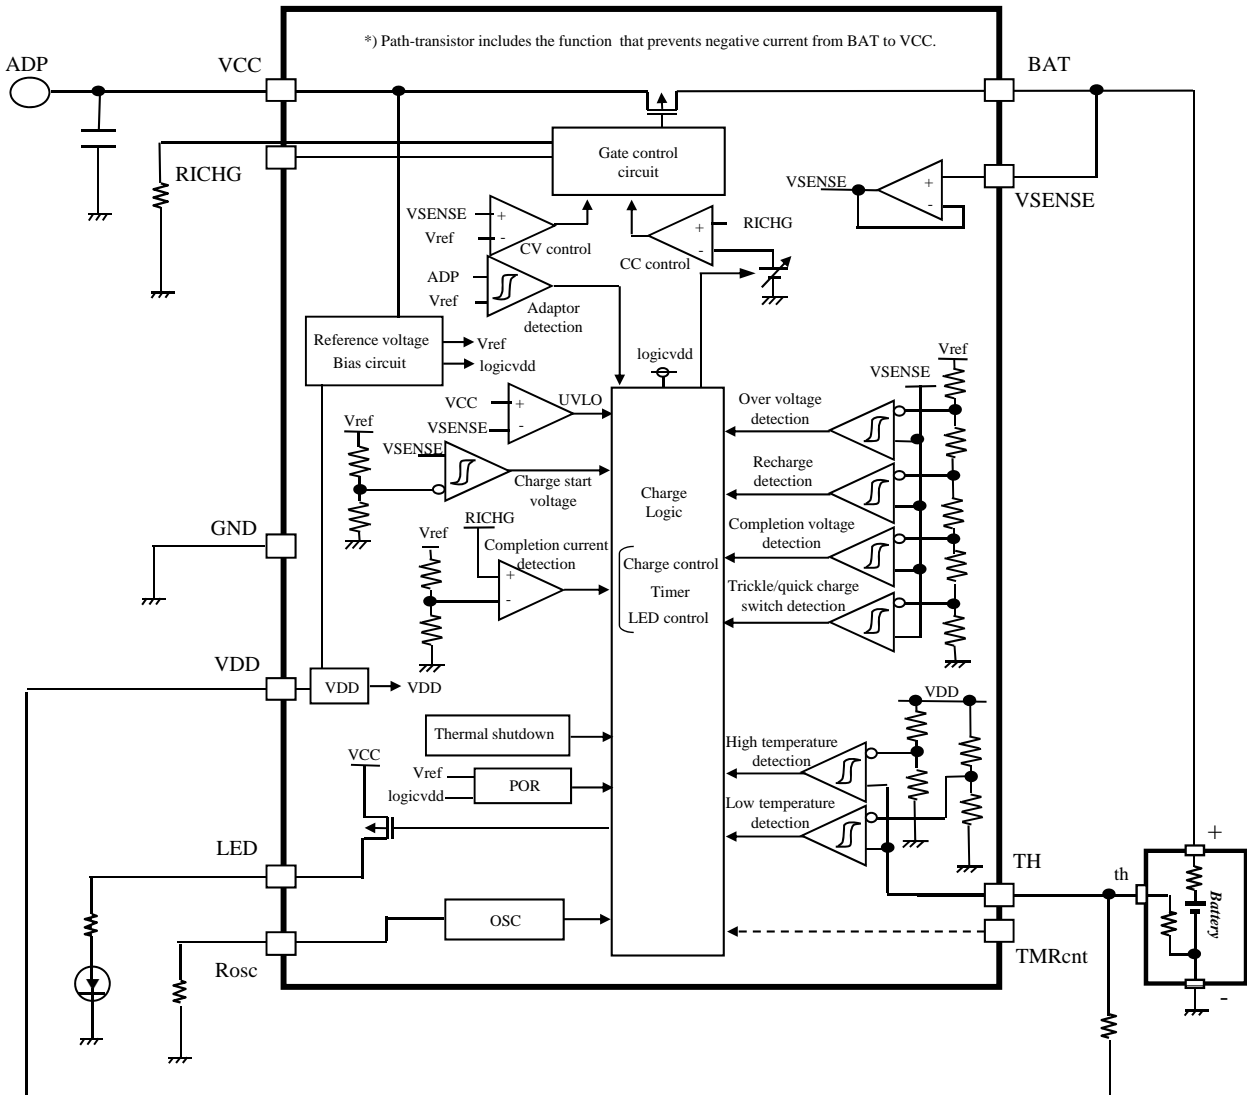 *) Path-transistor includes the function that prevents negative current from BAT to VCC.
ADP
VCC
BAT
RICHG
Gate control
circuit
VSENSE
+
-
VSENSE
VSENSE
+
Vref
-
CV control
+
-
RICHG
CC control
ADP
Vref
Adaptor
detection
Reference voltage
Bias circuit
Vref
logicvdd
logicvdd
Vref
VSENSE
VCC
+
VSENSE
-
UVLO
Over voltage
detection
Vref
VSENSE
Charge start
voltage
Recharge
detection
Charge
Logic
RICHG
GND
Vref
Completion current
detection
+
-
Completion voltage
detection
Charge control
Timer
LED control
Trickle/quick charge
switch detection
VDD
VDD
VDD
VDD
Thermal shutdown
High temperature
detection
VCC
Vref
logicvdd
POR
Low temperature
detection
LED
TH
th
+
-
Battery
OSC
Rosc
TMRcnt